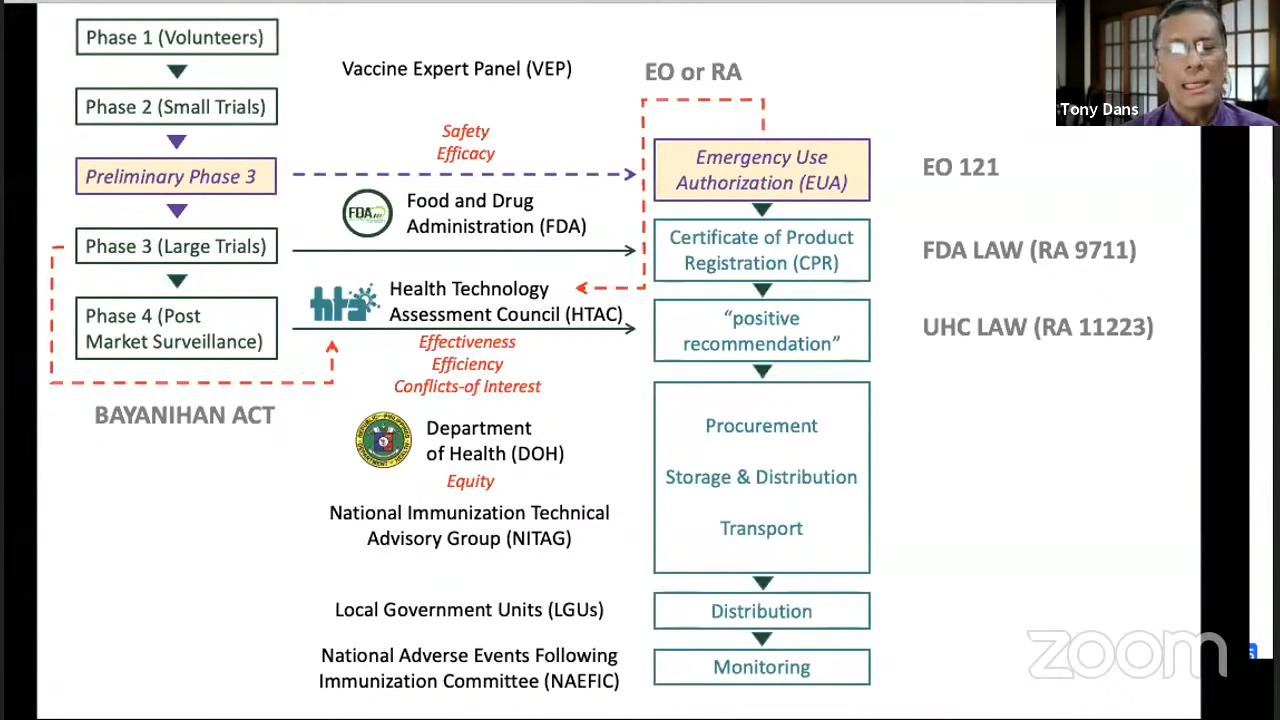 Phase 1 (Volunteers)
Phase 2 (Small Trials)
Preliminary Phase 3
Phase 3 (Large Trials)
Phase 4 (Post
Market Surveillance)
BAYANIHAN ACT
Vaccine Expert Panel (VEP)
Safety
Efficacy
FDA
Food and Drug
Administration (FDA)
hta
Health Technology
Assessment Council (HTAC)
Effectiveness
Efficiency
Conflicts-of Interest
Department
of Health (DOH)
Equity
National Immunization Technical
Advisory Group (NITAG)
Local Government Units (LGUs)
National Adverse Events Following
Immunization Committee (NAEFIC)
EO or RA
Emergency Use
Authorization (EUA)
Certificate of Product
Registration (CPR)
“positive
recommendation”
Procurement
Storage & Distribution
Transport
Distribution
Monitoring
EO 121
FDA LAW (RA 9711)
UHC LAW (RA 11223)
Tony Dans
zoom